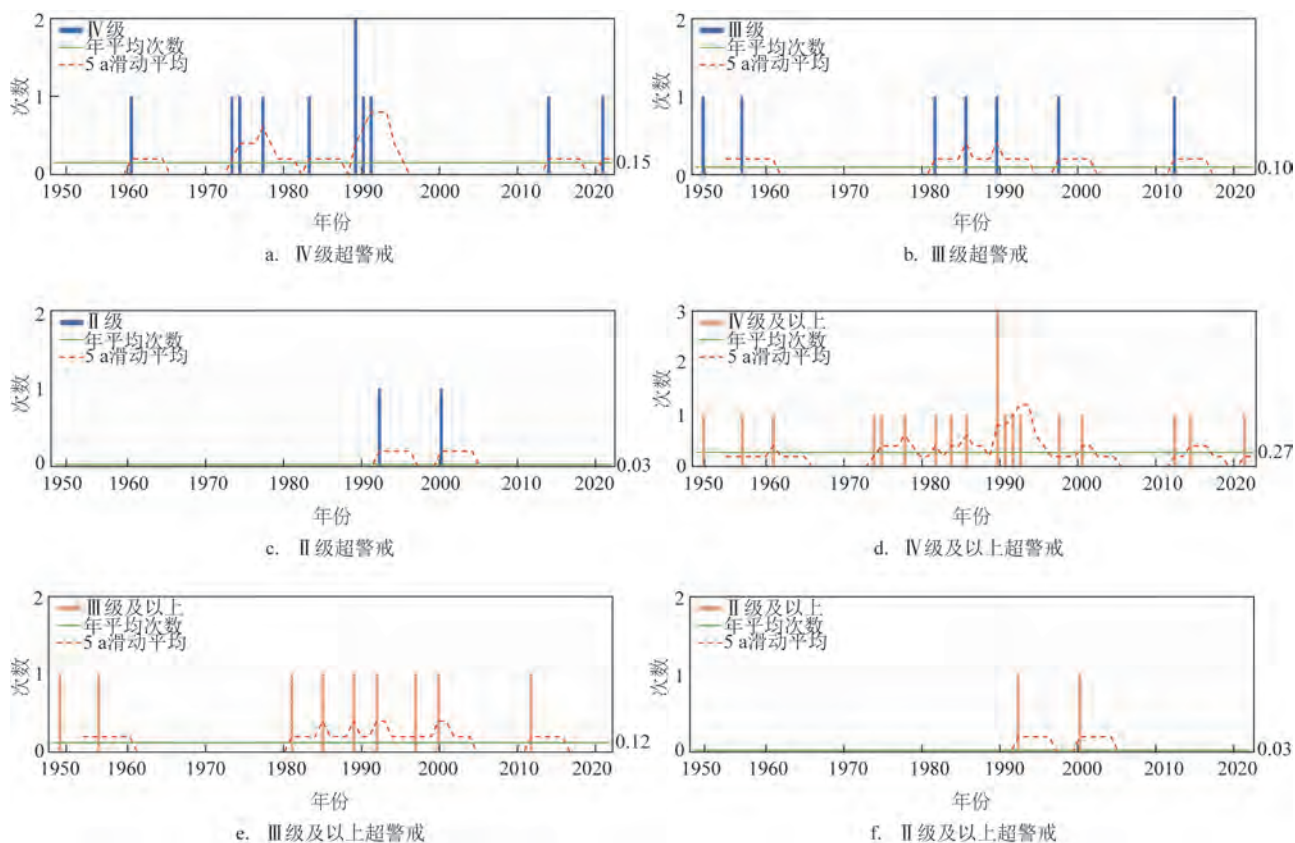 2
Ⅳ级
年平均次数
5 a滑动平均
次数
1
0
0.15
1950 1960 1970 1980 1990 2000 2010 2020
年份
a. Ⅳ级超警戒
2
Ⅲ级
年平均次数
5 a滑动平均
次数
1
0
0.10
1950 1960 1970 1980 1990 2000 2010 2020
年份
b. Ⅲ级超警戒
2
Ⅱ级
年平均次数
5 a滑动平均
次数
1
0
0.03
1950 1960 1970 1980 1990 2000 2010 2020
年份
c. Ⅱ级超警戒
3
Ⅳ级及以上
年平均次数
5 a滑动平均
2
次数
1
0
0.27
1950 1960 1970 1980 1990 2000 2010 2020
年份
d. Ⅳ级及以上超警戒
2
Ⅲ级及以上
年平均次数
5 a滑动平均
次数
1
0
0.12
1950 1960 1970 1980 1990 2000 2010 2020
年份
e. Ⅲ级及以上超警戒
2
Ⅱ级及以上
年平均次数
5 a滑动平均
次数
1
0
0.03
1950 1960 1970 1980 1990 2000 2010 2020
年份
f. Ⅱ级及以上超警戒